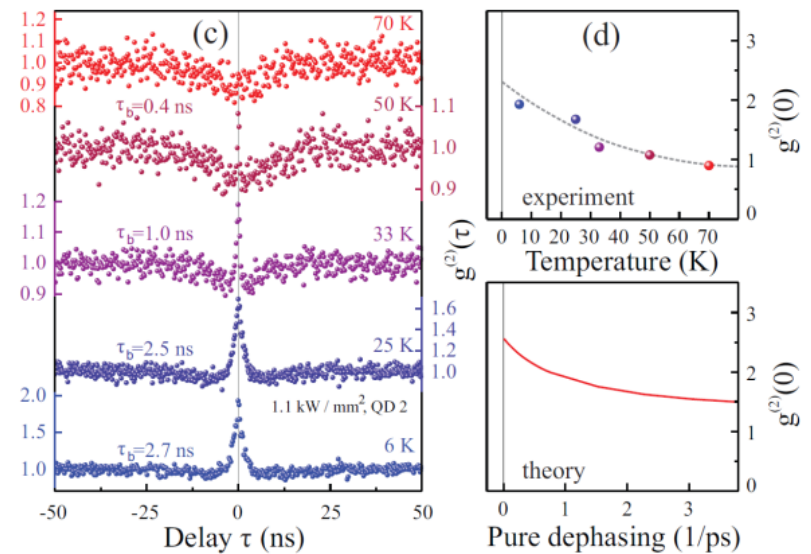 (c)
70 K
1.2
1.1
1.0
0.9
0.8
τb=0.4 ns
50 K
1.1
1.0
0.9
1.2
1.1
1.0
0.9
τb=1.0 ns
33 K
g(2)(τ)
τb=2.5 ns
25 K
1.6
1.4
1.2
1.0
1.1 kW / mm², QD 2
2.0
1.5
1.0
τb=2.7 ns
6 K
-50 -25 0 25 50
Delay τ (ns)
(d)
3
2
1
0
g(2)(0)
experiment
0 10 20 30 40 50 60 70
Temperature (K)
3
2
1
0
g(2)(0)
theory
0 1 2 3
Pure dephasing (1/ps)